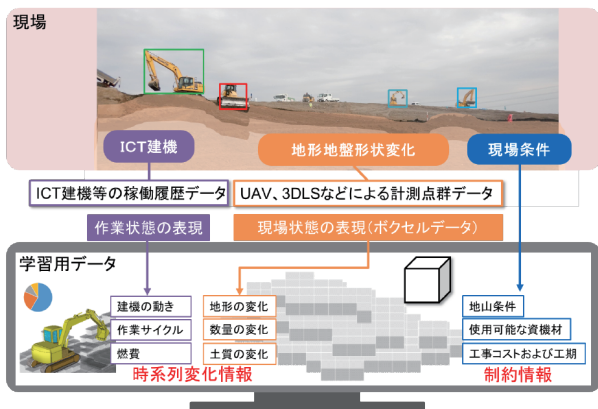 現場
ICT建機
地形地盤形状変化
現場条件
ICT建機等の稼働履歴データ
UAV、3DLSなどによる計測点群データ
作業状態の表現
現場状態の表現(ボクセルデータ)
学習用データ
建機の動き
作業サイクル
燃費
地形の変化
数量の変化
土質の変化
地山条件
使用可能な資機材
工事コストおよび工期
時系列変化情報
制約情報